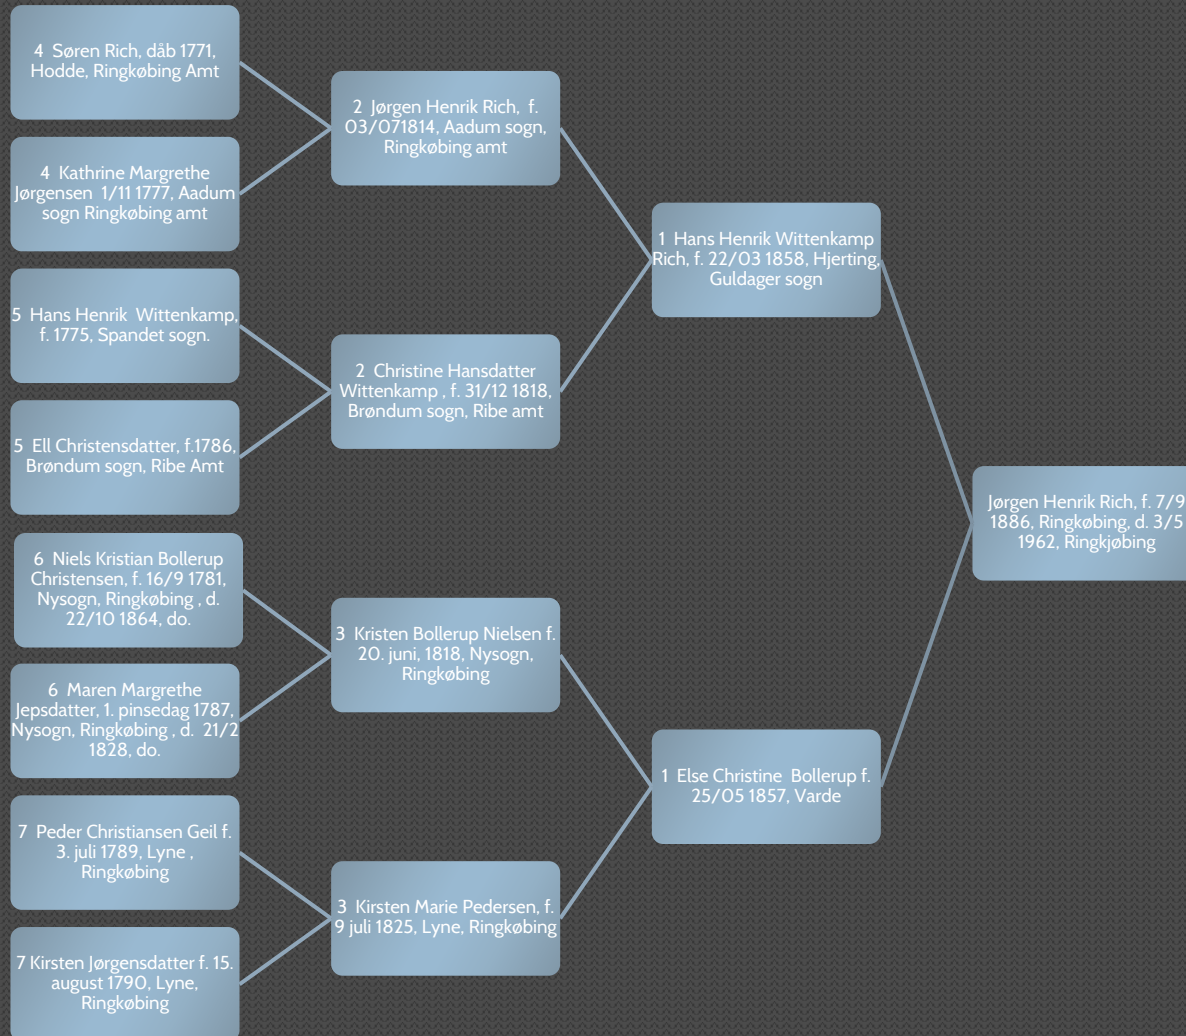 4 Søren Rich, dåb 1771,
Hodde, Ringkøbing Amt
4 Kathrine Margrethe
Jørgensen 1/11 1777, Aadum
sogn Ringkøbing amt
5 Hans Henrik Wittenkamp,
f. 1775, Spandet sogn.
5 Ell Christensdatter, f.1786,
Brøndum sogn, Ribe Amt
6 Niels Kristian Bollerup
Christensen, f. 16/9 1781,
Nysogn, Ringkøbing , d.
22/10 1864, do.
6 Maren Margrethe
Jepsdatter, 1. pinsedag 1787,
Nysogn, Ringkøbing , d. 21/2
1828, do.
7 Peder Christiansen Geil f.
3. juli 1789, Lyne ,
Ringkøbing
7 Kirsten Jørgensdatter f. 15.
august 1790, Lyne,
Ringkøbing
2 Jørgen Henrik Rich, f.
03/071814, Aadum sogn,
Ringkøbing amt
2 Christine Hansdatter
Wittenkamp , f. 31/12 1818,
Brøndum sogn, Ribe amt
3 Kristen Bollerup Nielsen f.
20. juni, 1818, Nysogn,
Ringkøbing
3 Kirsten Marie Pedersen, f.
9 juli 1825, Lyne, Ringkøbing
1 Hans Henrik Wittenkamp
Rich, f. 22/03 1858, Hjerting,
Guldager sogn
1 Else Christine Bollerup f.
25/05 1857, Varde
Jørgen Henrik Rich, f. 7/9
1886, Ringkøbing, d. 3/5
1962, Ringkjøbing